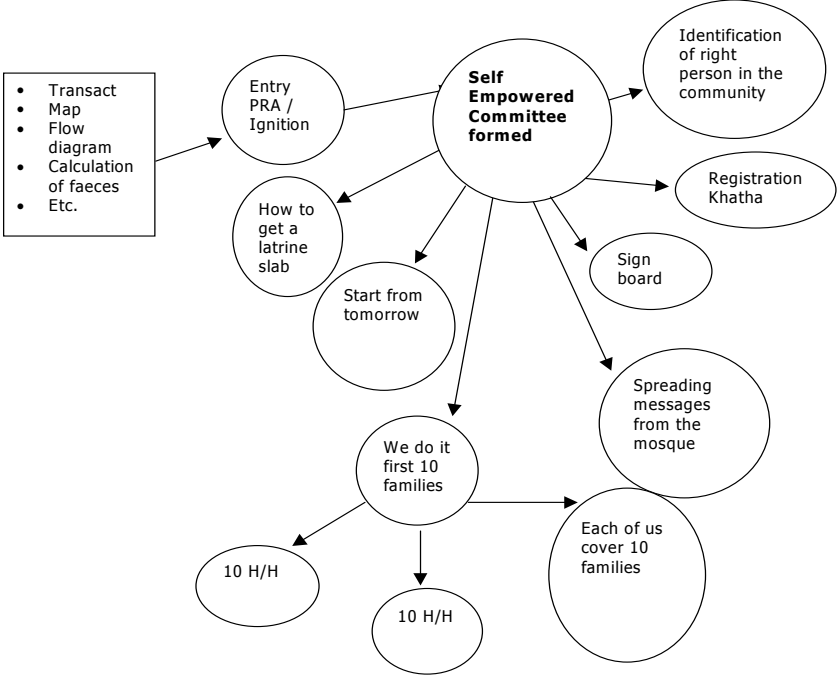 • Transact
• Map
• Flow
diagram
• Calculation
of faeces
• Etc.
Entry
PRA /
Ignition
Self
Empowered
Committee
formed
Identification
of right
person in the
community
Registration
Khatha
Sign
board
How to
get a
latrine
slab
Start from
tomorrow
Spreading
messages
from the
mosque
We do it
first 10
families
Each of us
cover 10
families
10 H/H
10 H/H